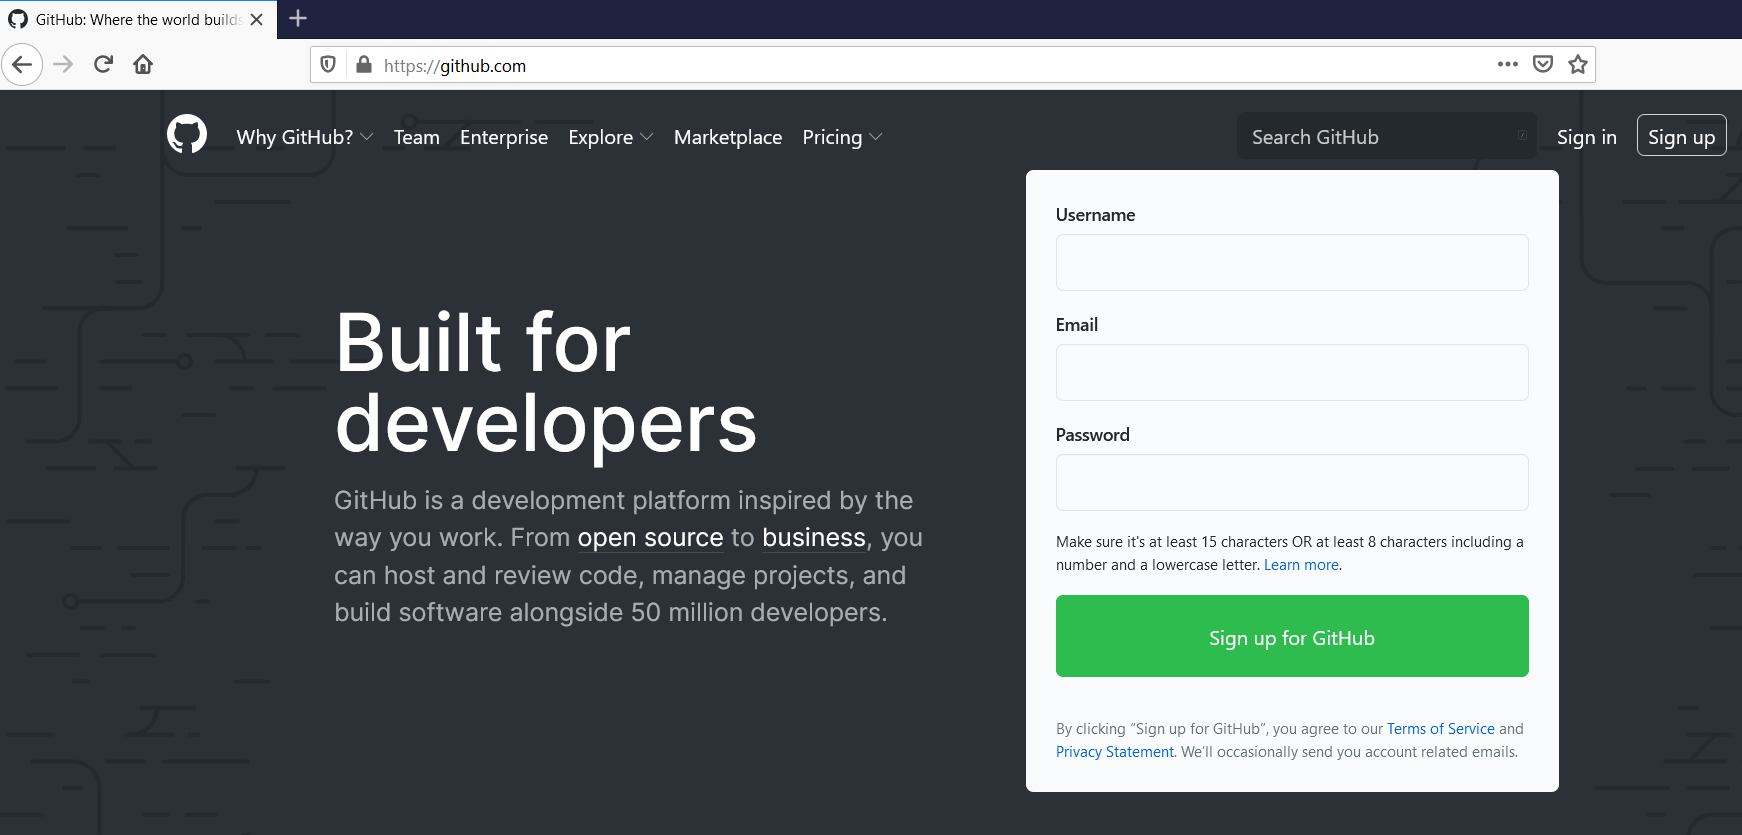 GitHub: Where the world builds
https://github.com
Why GitHub? Team Enterprise Explore Marketplace Pricing Search GitHub Sign in Sign up
Built for
developers
GitHub is a development platform inspired by the
way you work. From open source to business, you
can host and review code, manage projects, and
build software alongside 50 million developers.
Username
Email
Password
Make sure it's at least 15 characters OR at least 8 characters including a
number and a lowercase letter. Learn more.
Sign up for GitHub
By clicking “Sign up for GitHub”, you agree to our Terms of Service and
Privacy Statement. We’ll occasionally send you account related emails.